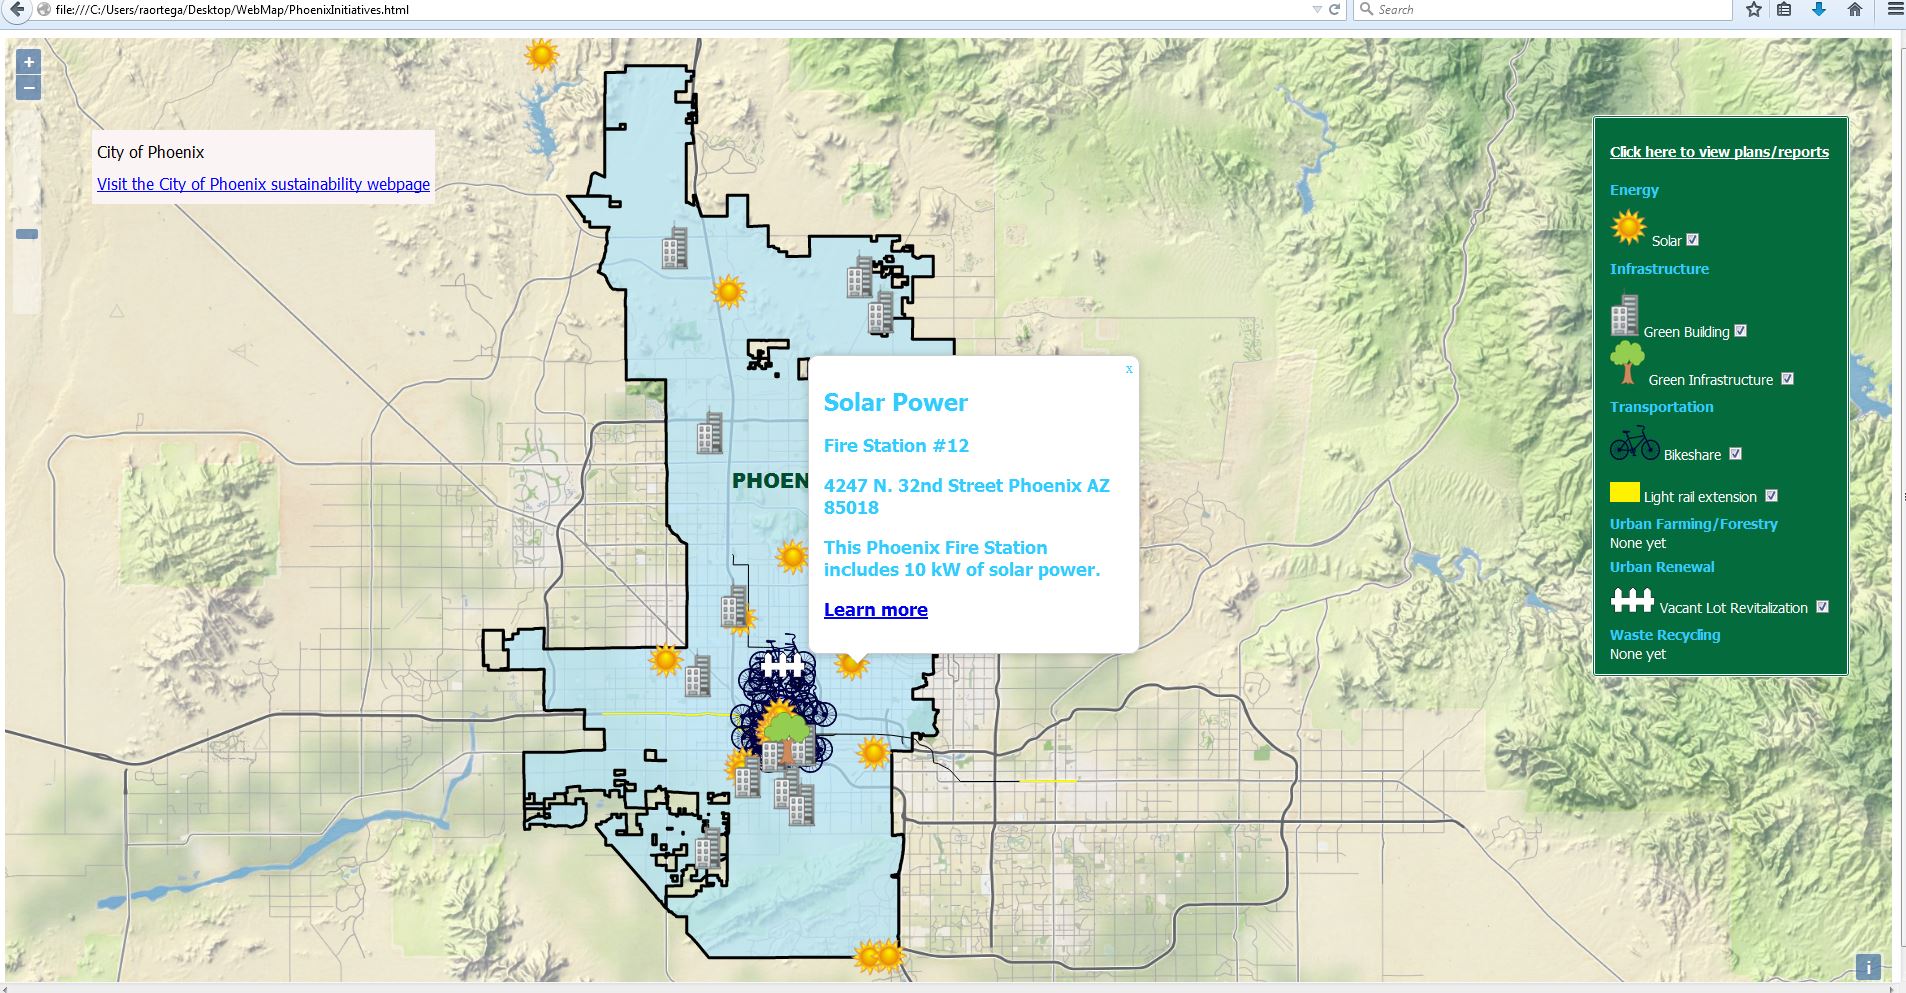 file:///C:/Users/raortega/Desktop/WebMap/PhoenixInitiatives.html
Search
+
−
City of Phoenix
Visit the City of Phoenix sustainability webpage
PHOEN
x
Solar Power
Fire Station #12
4247 N. 32nd Street Phoenix AZ
85018
This Phoenix Fire Station
includes 10 kW of solar power.
Learn more
Click here to view plans/reports
Energy
Solar
Infrastructure
Green Building
Green Infrastructure
Transportation
Bikeshare
Light rail extension
Urban Farming/Forestry
None yet
Urban Renewal
Vacant Lot Revitalization
Waste Recycling
None yet
i